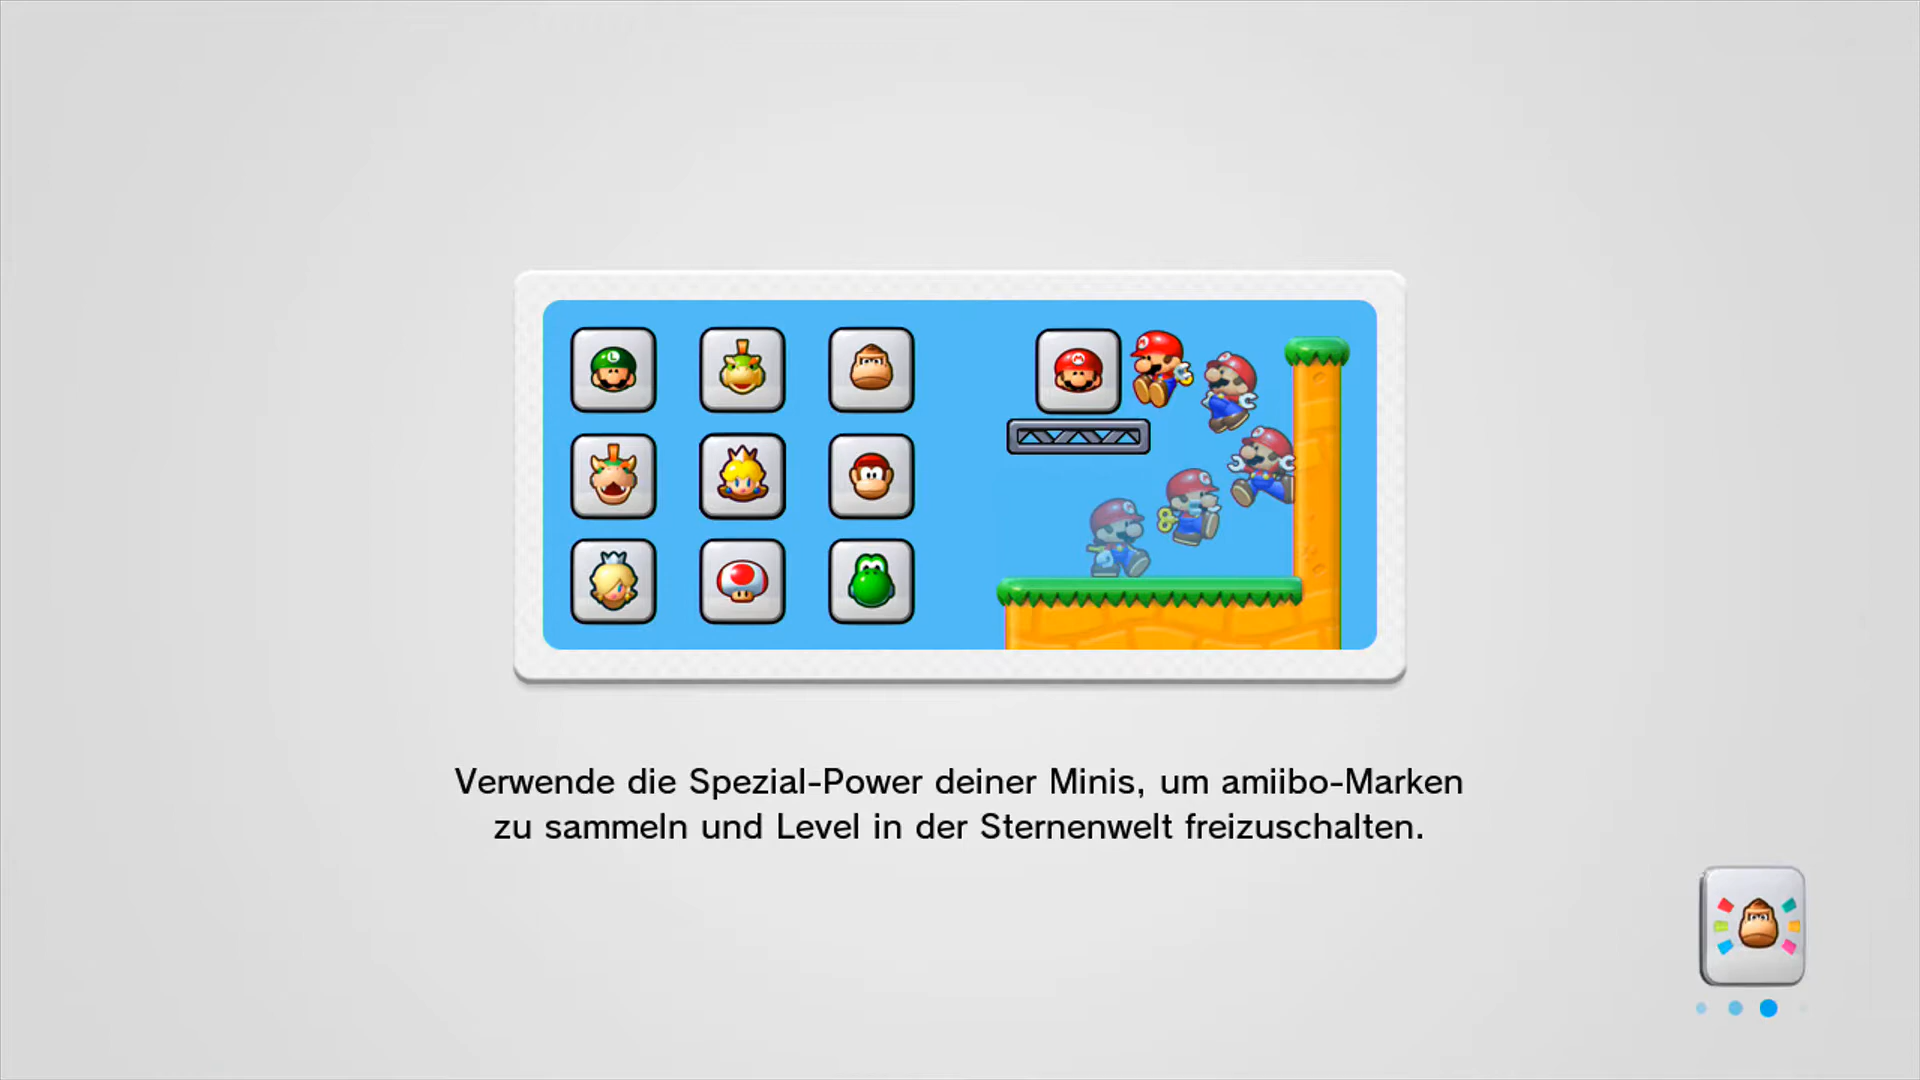 Verwende die Spezial-Power deiner Minis, um amiibo-Marken
zu sammeln und Level in der Sternenwelt freizuschalten.